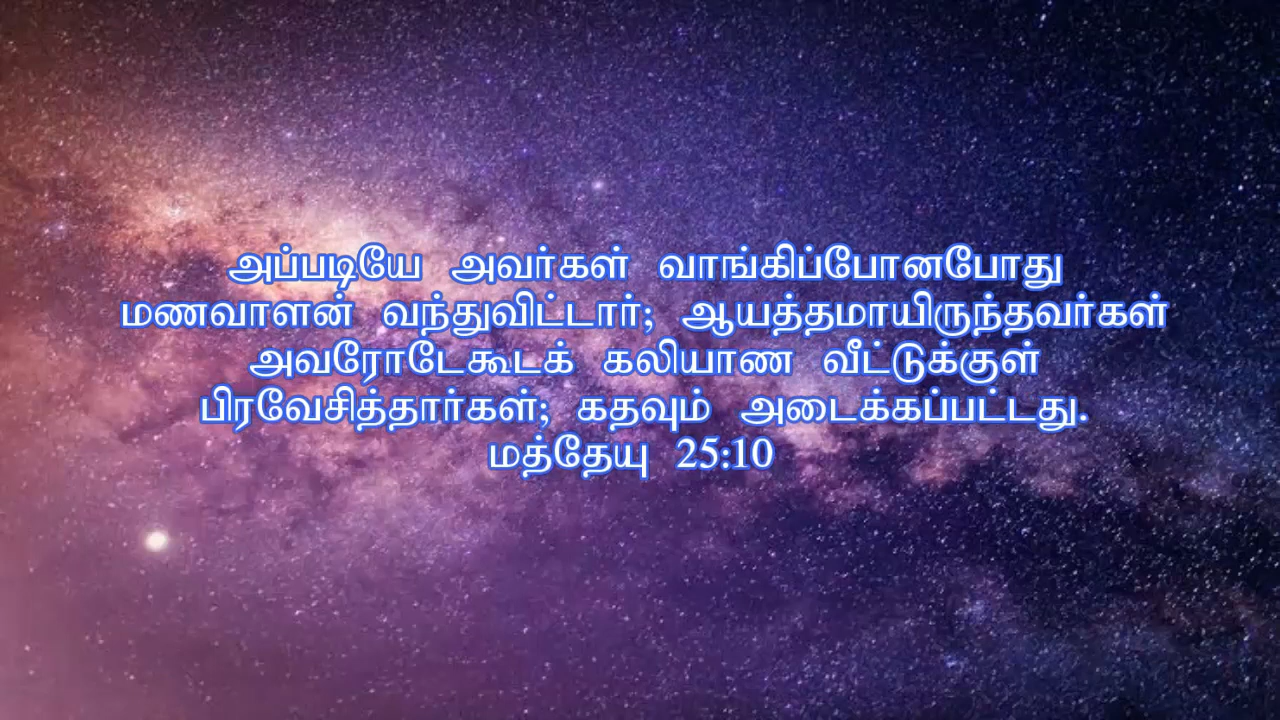 அப்படியே அவர்கள் வாங்கிப்போனபோது
மணவாளன் வந்துவிட்டார்; ஆயத்தமாயிருந்தவர்கள்
அவரோடேகூடக் கலியாண வீட்டுக்குள்
பிரவேசித்தார்கள்; கதவும் அடைக்கப்பட்டது.
மத்தேயு 25:10